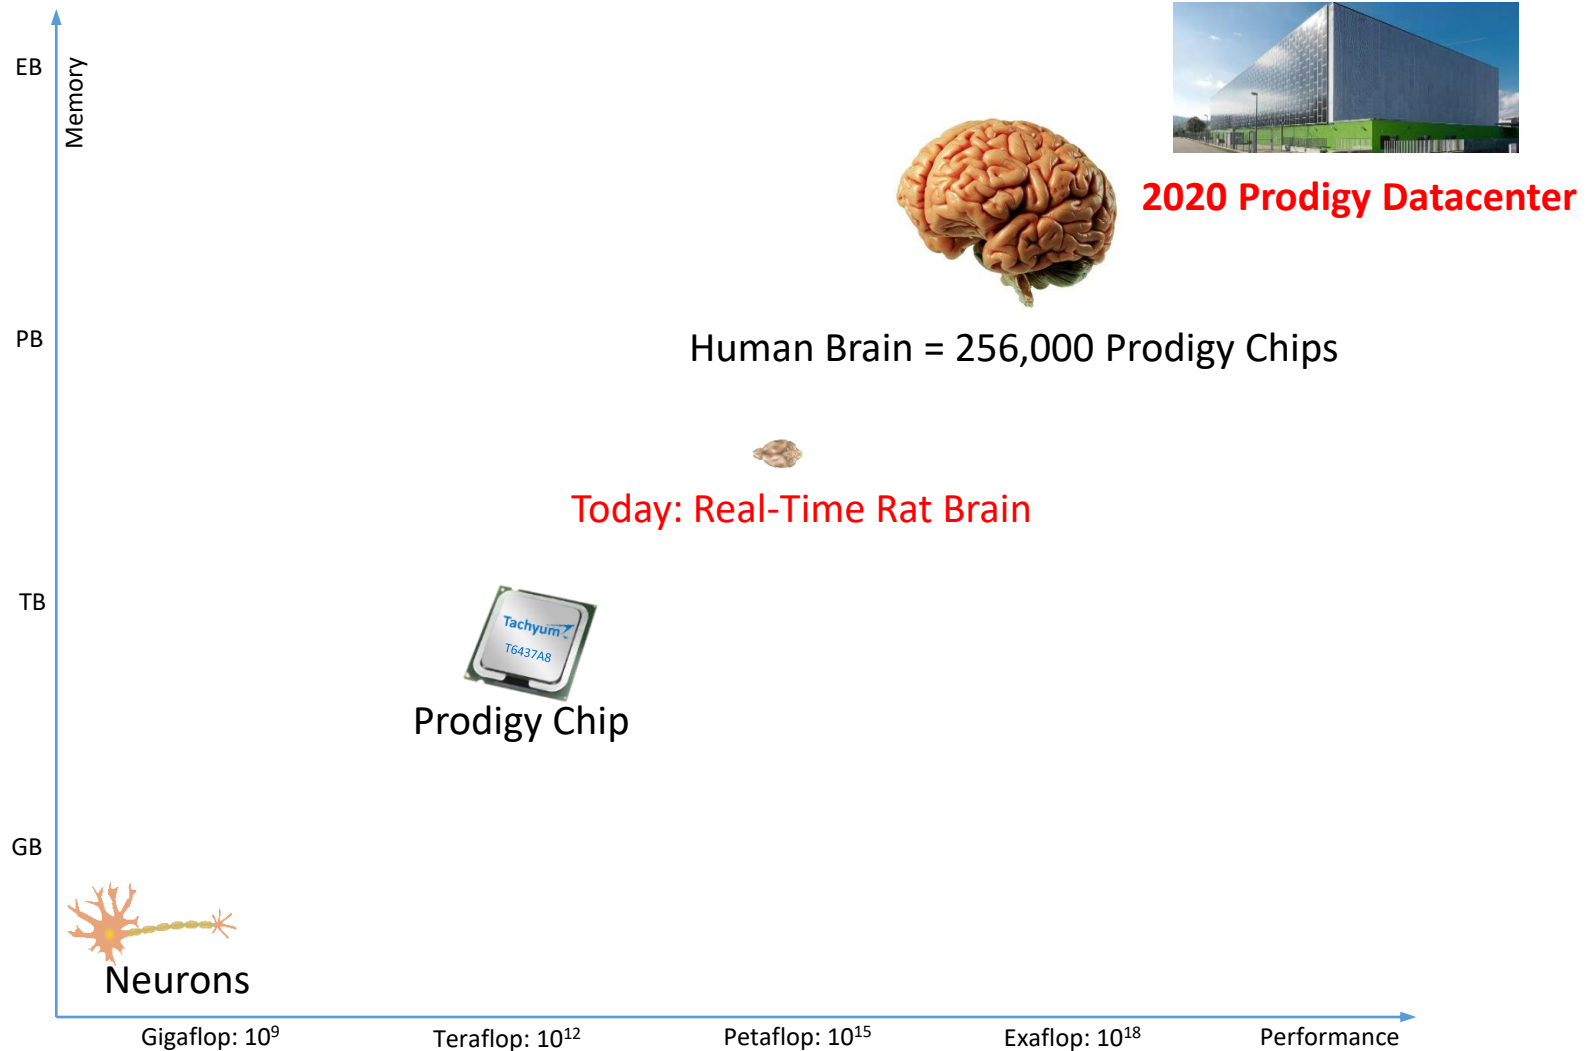 EB
Memory
2020 Prodigy Datacenter
PB
Human Brain = 256,000 Prodigy Chips
Today: Real-Time Rat Brain
TB
Tachyum
T6437A8
Prodigy Chip
GB
Neurons
Gigaflop: 10⁹
Teraflop: 10¹²
Petaflop: 10¹⁵
Exaflop: 10¹⁸
Performance